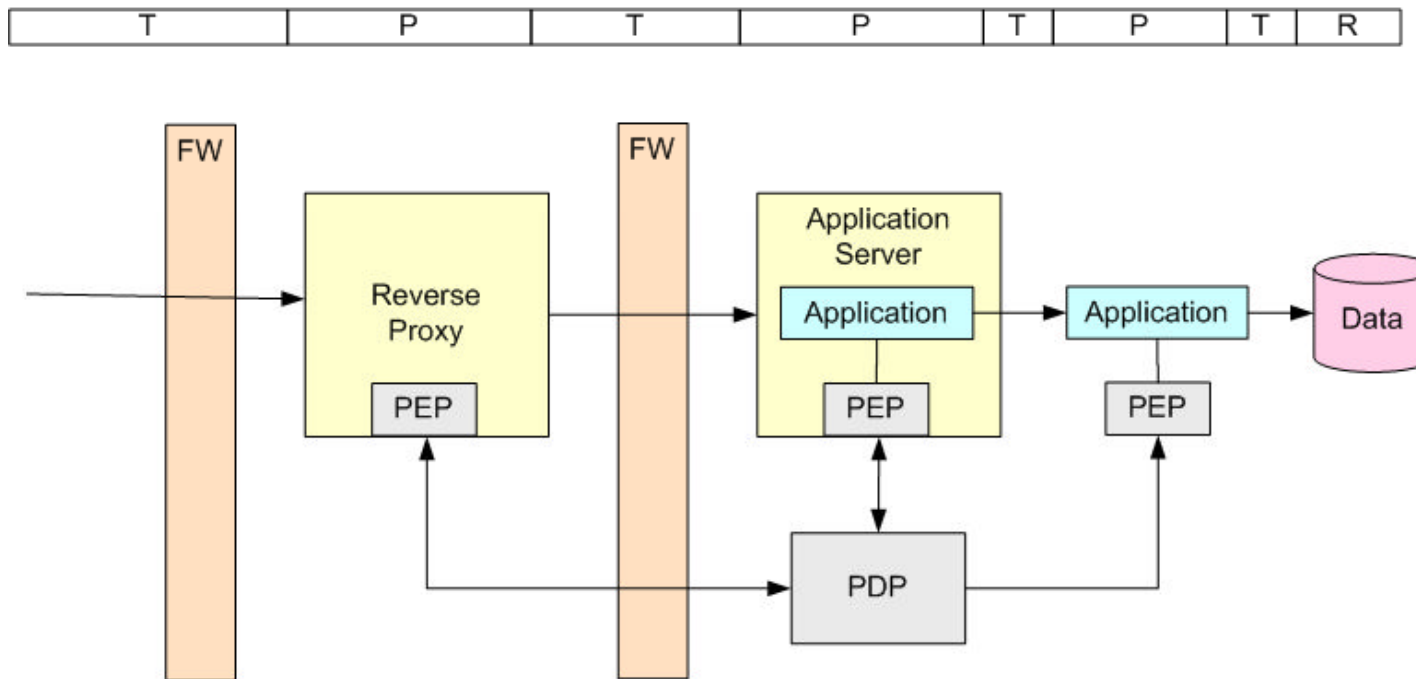 T P T P T P T R
FW
FW
Reverse
Proxy
PEP
Application
Server
Application
PEP
Application
PEP
Data
PDP